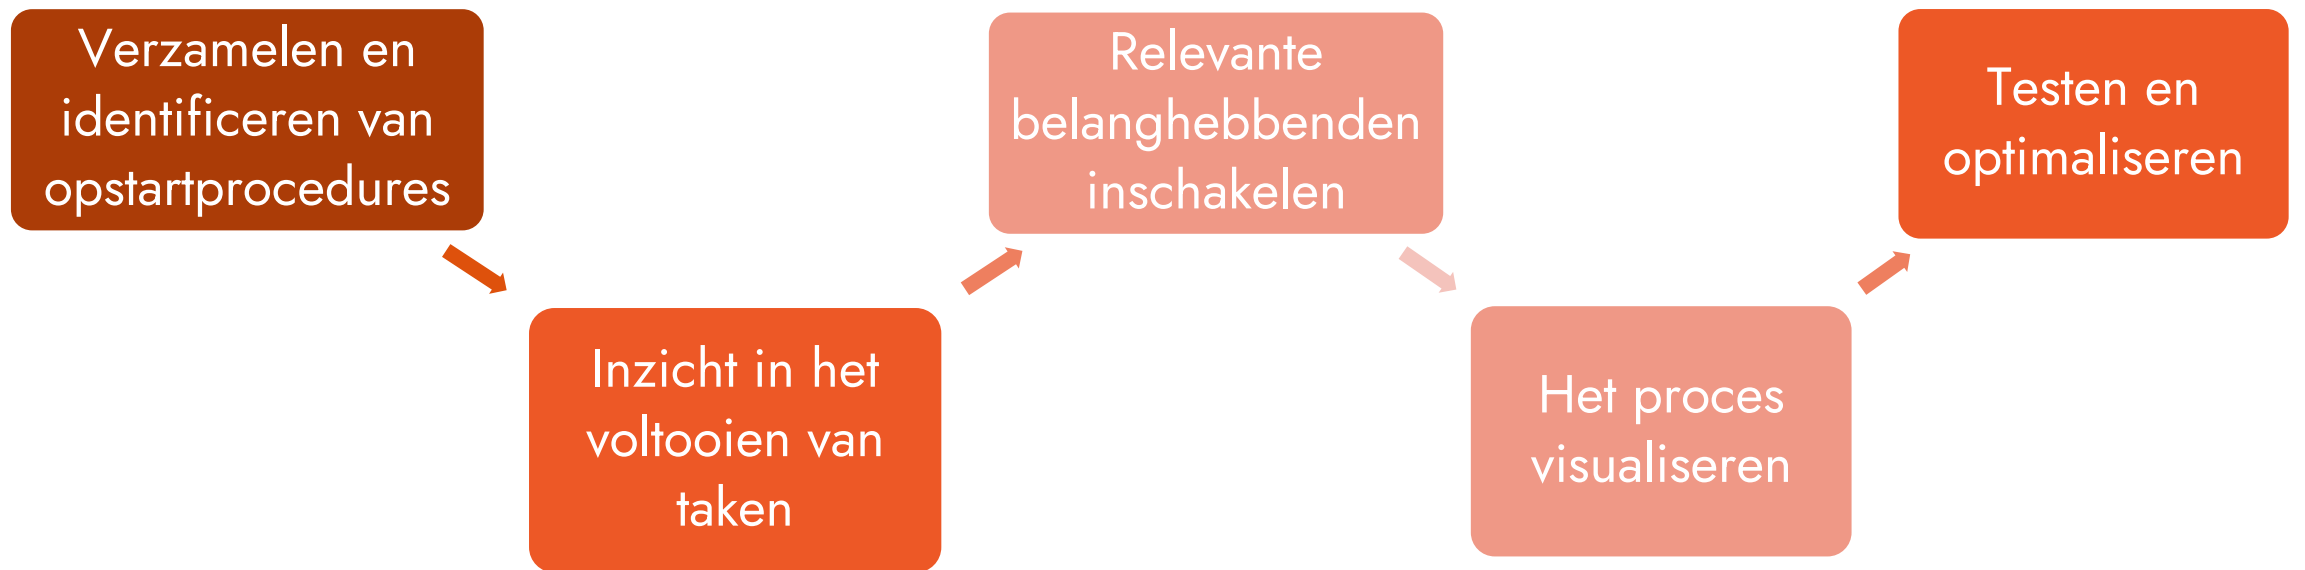 Verzamelen en
identificeren van
opstartprocedures
Inzicht in het
voltooien van
taken
Relevante
belanghebbenden
inschakelen
Het proces
visualiseren
Testen en
optimaliseren